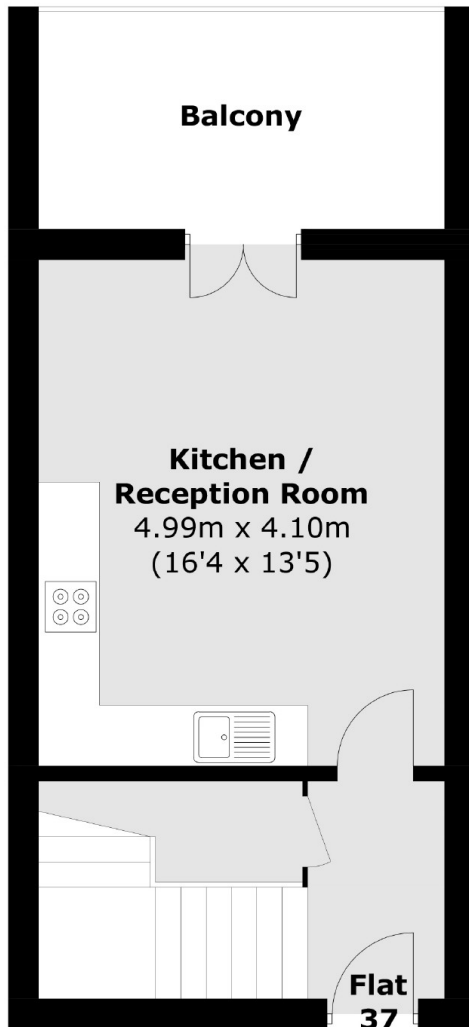 Balcony
Kitchen /
Reception Room
4.99m x 4.10m
(16'4 x 13'5)
Flat
37